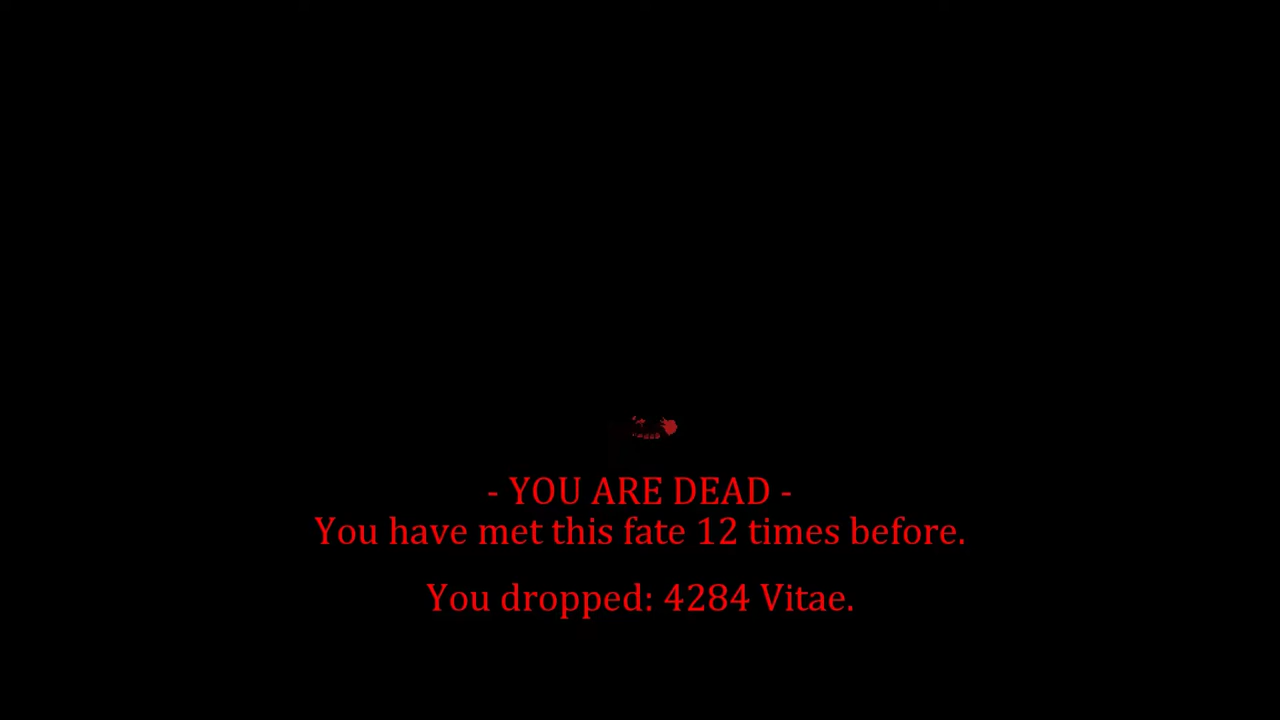 - YOU ARE DEAD -
You have met this fate 12 times before.
You dropped: 4284 Vitae.